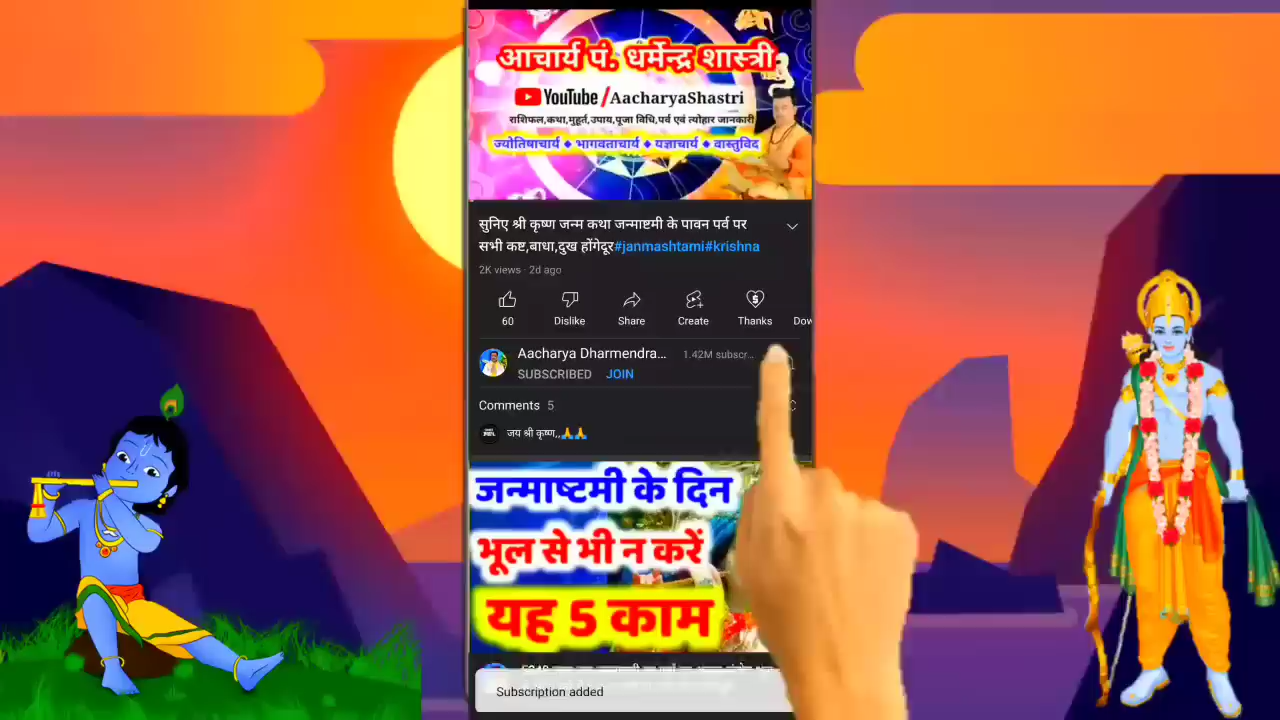 आचार्य पं. धर्मेन्द्र शास्त्री
YouTube/AacharyaShastri
राशिफल,कथा,मुहूर्त,उपाय,पूजा विधि,पर्व एवं त्योहार जानकारी
ज्योतिषाचार्य ◆ भागवताचार्य ◆ यज्ञाचार्य ◆ वास्तुविद
सुनिए श्री कृष्ण जन्म कथा जन्माष्टमी के पावन पर्व पर
सभी कष्ट,बाधा,दुख होंगेदूर#janmashtami#krishna
2K views · 2d ago
60 Dislike Share Create Thanks Dow
Aacharya Dharmendra... 1.42M subscr...
SUBSCRIBED JOIN
Comments 5
जय श्री कृष्ण,,🙏🙏
जन्माष्टमी के दिन
भूल से भी न करें
यह 5 काम
Subscription added